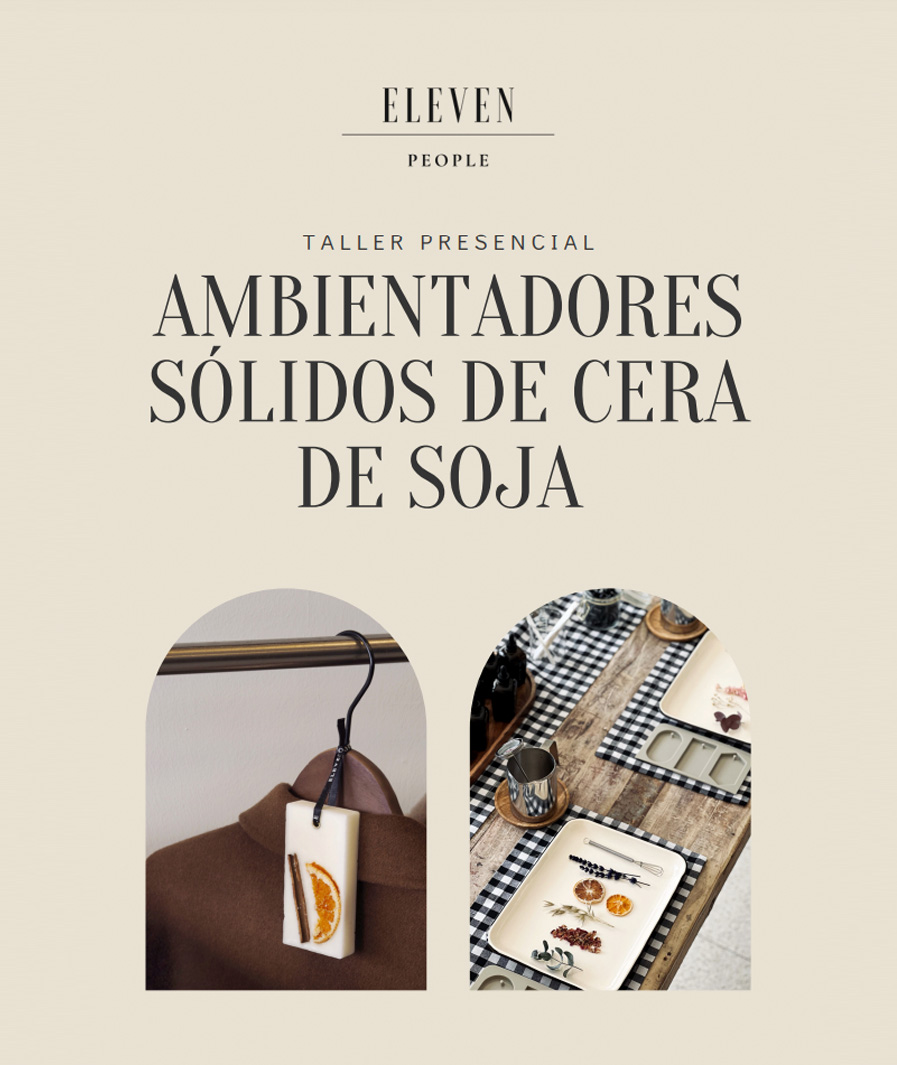 ELEVEN
PEOPLE
TALLER PRESENCIAL
AMBIENTADORES
SÓLIDOS DE CERA
DE SOJA